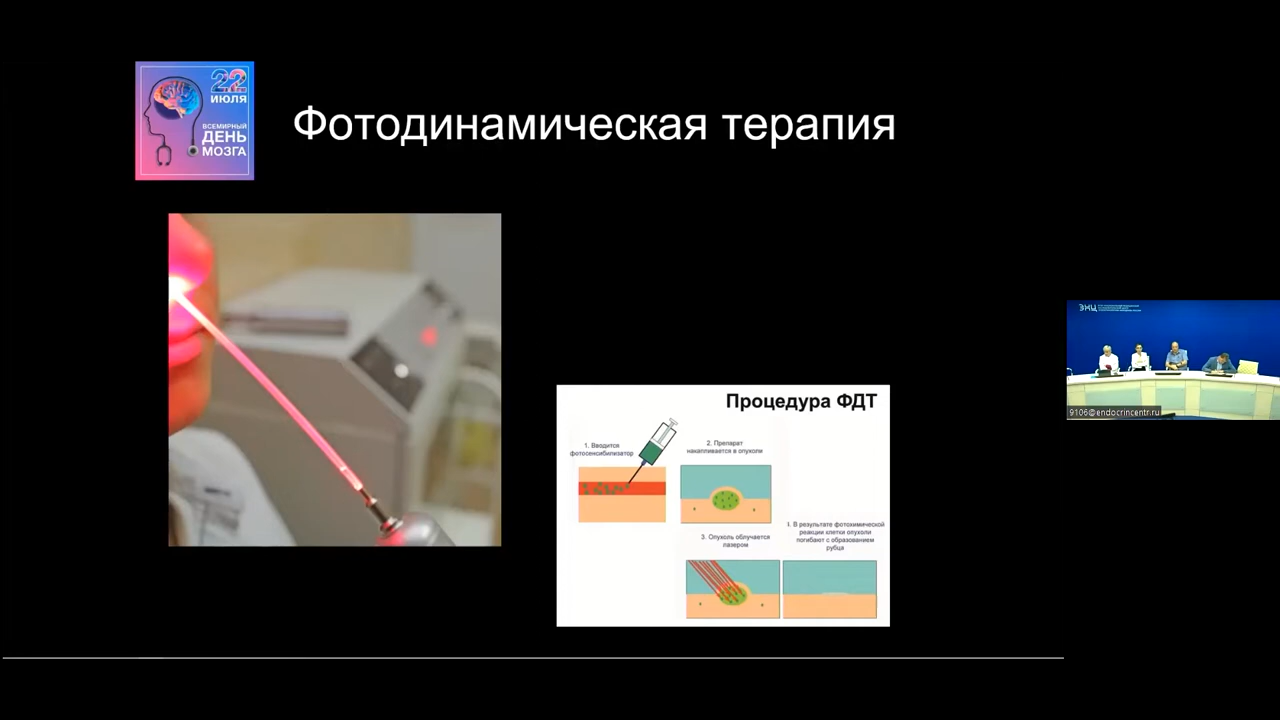 22
ИЮЛЯ
ВСЕМИРНЫЙ
ДЕНЬ
МОЗГА
Фотодинамическая терапия
Процедура ФДТ
1. Вводится
фотосенсибилизатор
2. Препарат
накапливается в опухоли
3. Опухоль облучается
лазером
4. В результате фотохимической
реакции клетки опухоли
погибают с образованием
рубца
ЭНЦ
9106@endocrincentr.ru